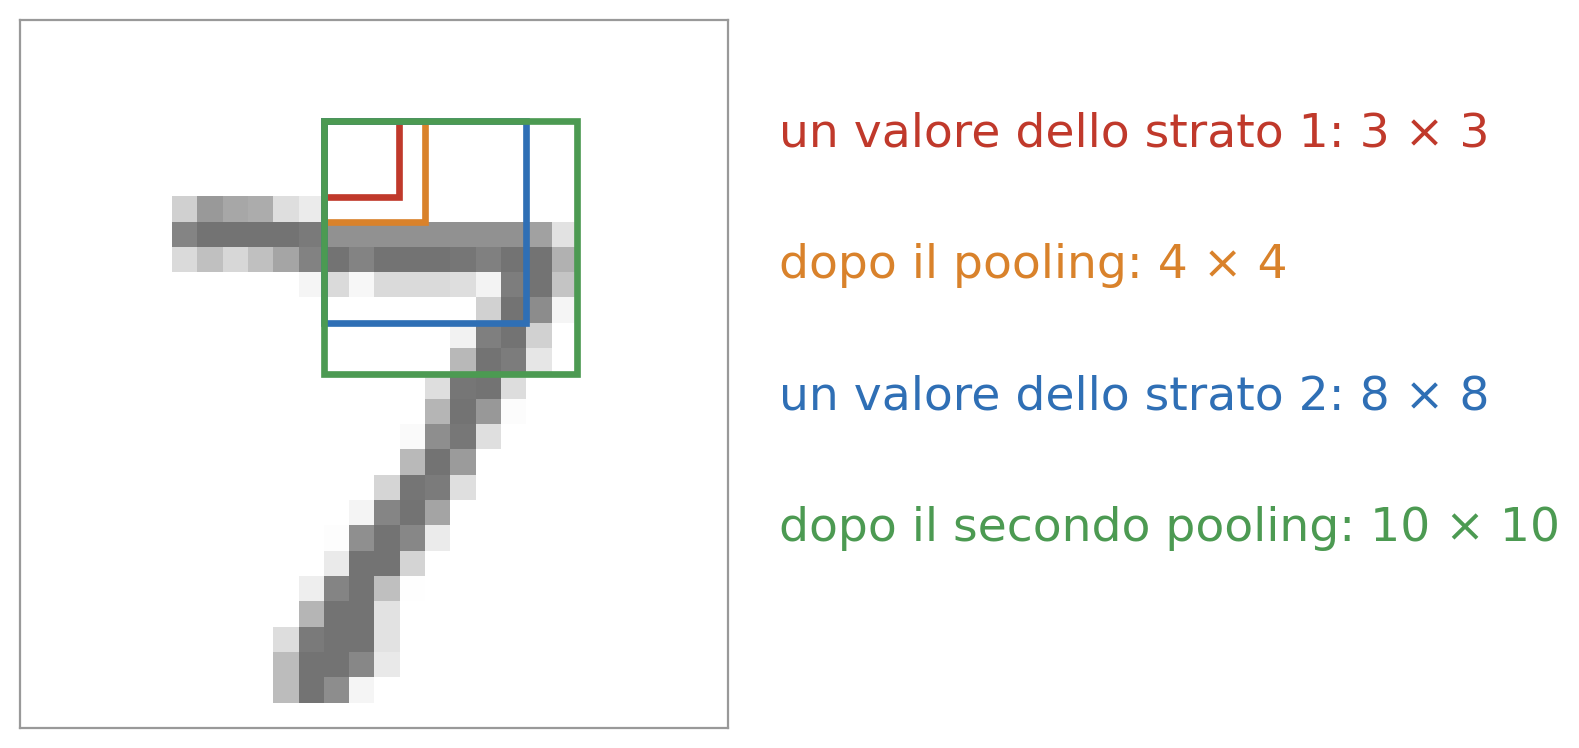 un valore dello strato 1: 3 × 3
dopo il pooling: 4 × 4
un valore dello strato 2: 8 × 8
dopo il secondo pooling: 10 × 10